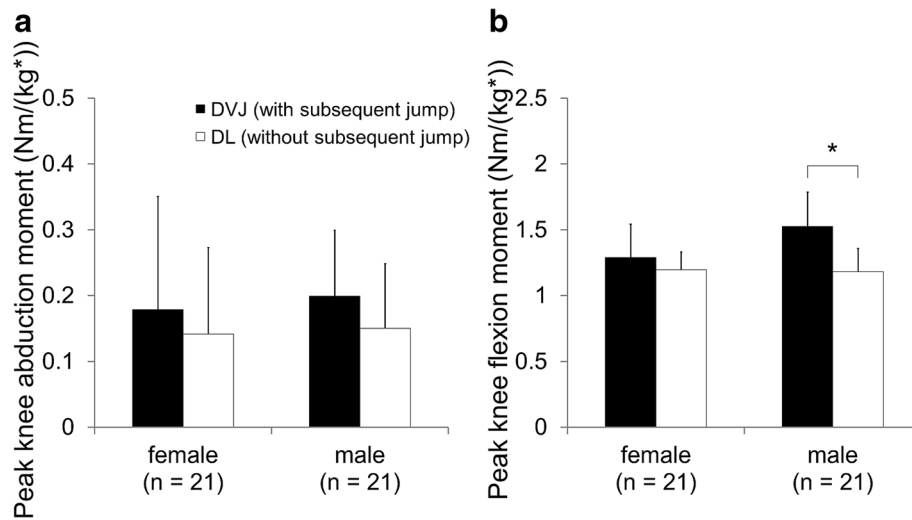 a
Peak knee abduction moment (Nm/(kg*))
0.5
0.4
0.3
0.2
0.1
0
■ DVJ (with subsequent jump)
□ DL (without subsequent jump)
female
(n = 21)
male
(n = 21)
b
Peak knee flexion moment (Nm/(kg*))
2.5
2
1.5
1
0.5
0
*
female
(n = 21)
male
(n = 21)